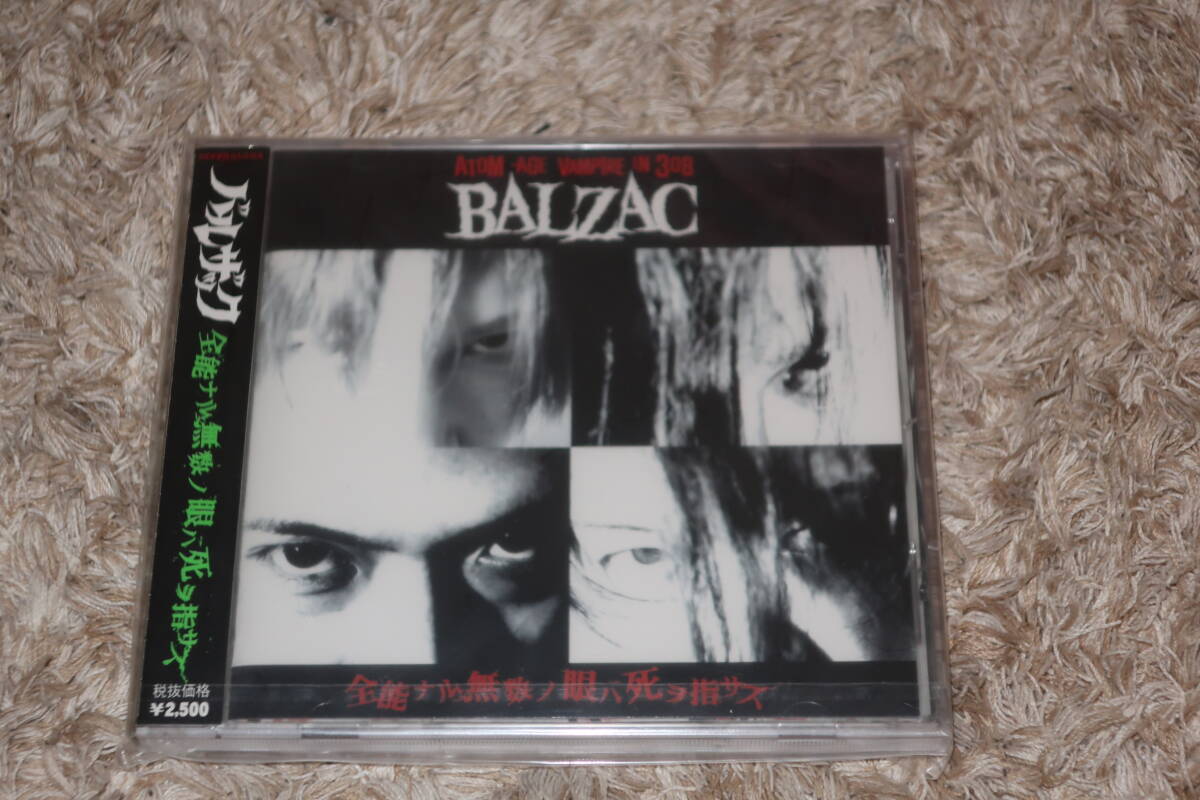 バルザック
全能ナル無数ノ眼ハ死ヲ指サス
税抜価格
¥2,500
ATOM-AGE VAMPIRE IN 308
BALZAC
全能ナル無数ノ眼ハ死ヲ指サス